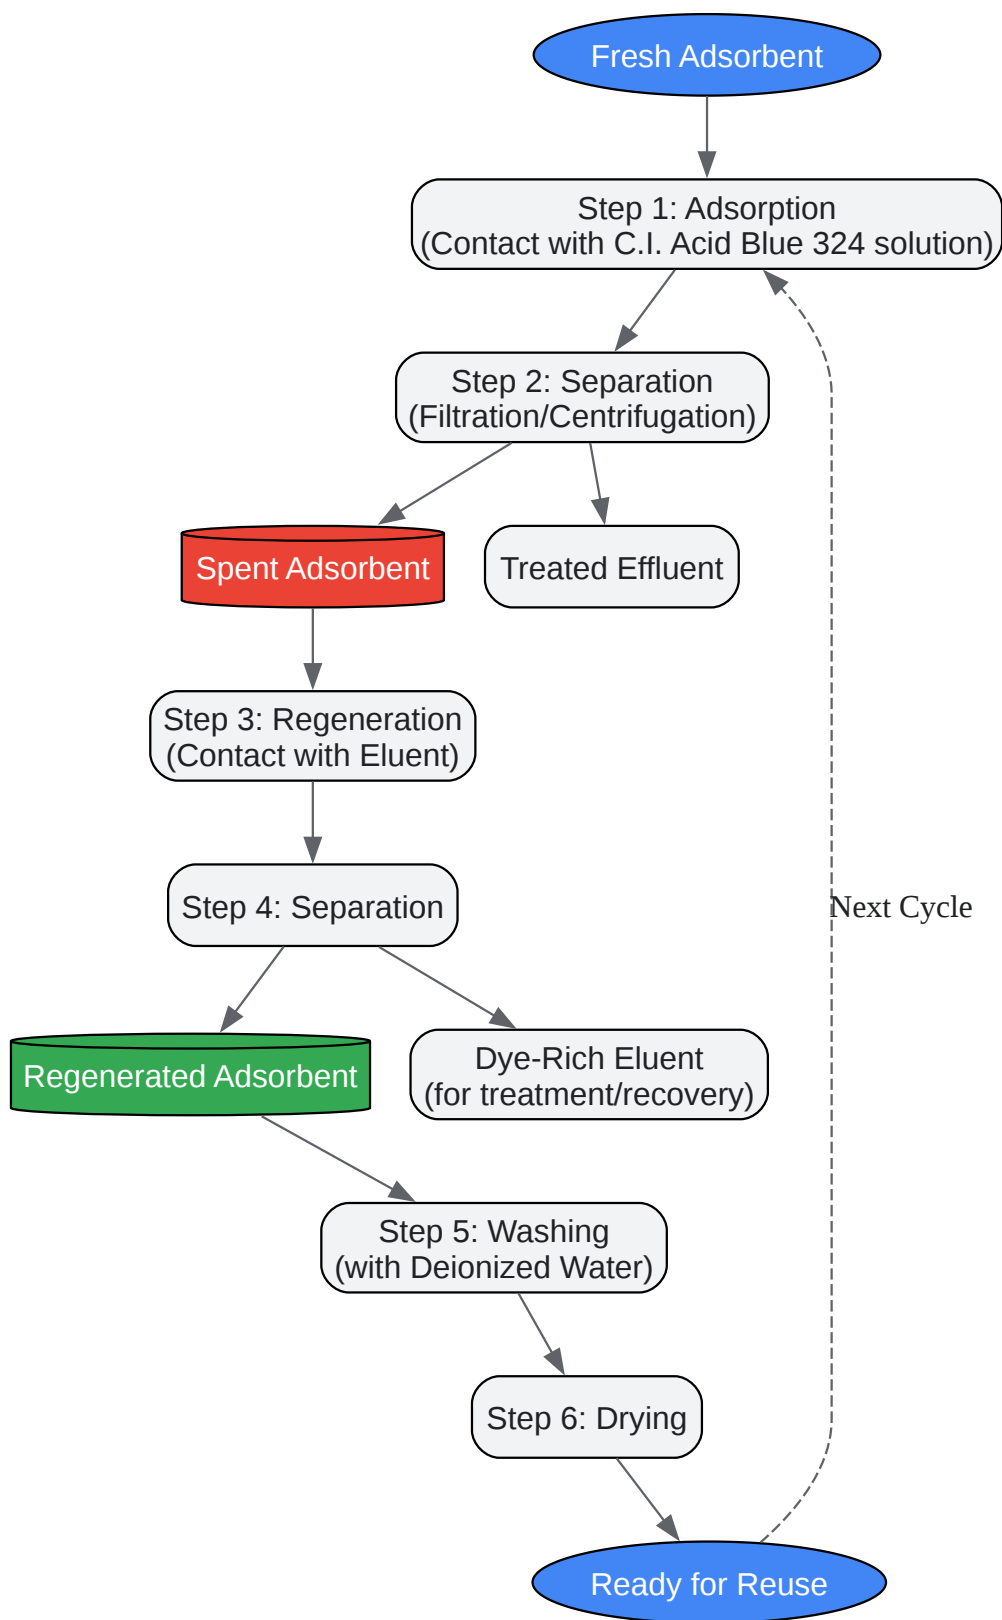 Fresh Adsorbent
Step 1: Adsorption
(Contact with C.I. Acid Blue 324 solution)
Step 2: Separation
(Filtration/Centrifugation)
Spent Adsorbent
Treated Effluent
Step 3: Regeneration
(Contact with Eluent)
Step 4: Separation
Next Cycle
Regenerated Adsorbent
Dye-Rich Eluent
(for treatment/recovery)
Step 5: Washing
(with Deionized Water)
Step 6: Drying
Ready for Reuse